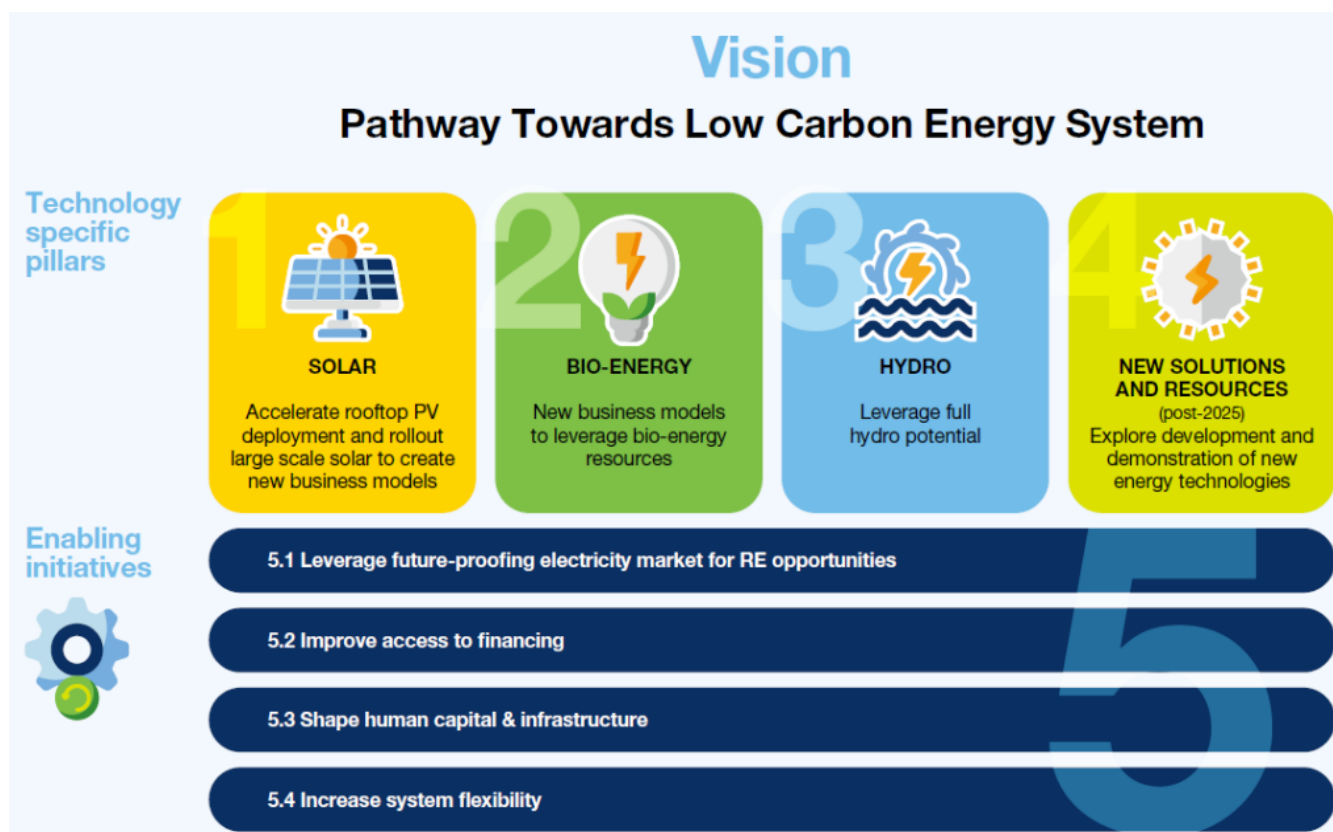 Vision
Pathway Towards Low Carbon Energy System
Technology
specific
pillars
1
SOLAR
Accelerate rooftop PV
deployment and rollout
large scale solar to create
new business models
2
BIO-ENERGY
New business models
to leverage bio-energy
resources
3
HYDRO
Leverage full
hydro potential
4
NEW SOLUTIONS
AND RESOURCES
(post-2025)
Explore development and
demonstration of new
energy technologies
Enabling
initiatives
5
5.1 Leverage future-proofing electricity market for RE opportunities
5.2 Improve access to financing
5.3 Shape human capital & infrastructure
5.4 Increase system flexibility